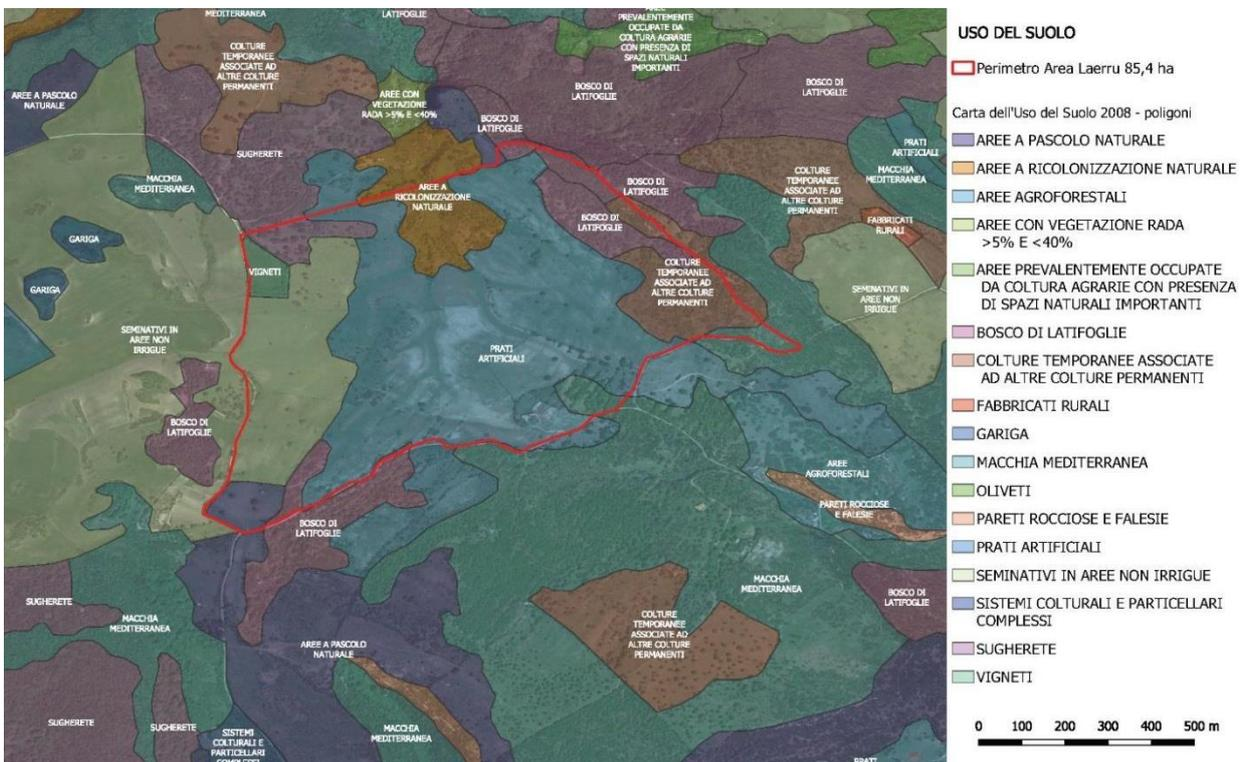 MEDITERRANEA
BOSCO DI
LATIFOGLIE
AREE
PREVALENTEMENTE
OCCUPATE DA
COLTURA AGRARIE
CON PRESENZA DI
SPAZI NATURALI
IMPORTANTI
COLTURE
TEMPORANEE
ASSOCIATE AD
ALTRE COLTURE
PERMANENTI
AREE A PASCOLO
NATURALE
AREE CON
VEGETAZIONE
RADA >5% E <40%
BOSCO DI
LATIFOGLIE
BOSCO DI
LATIFOGLIE
BOSCO DI
LATIFOGLIE
SUGHERETE
PRATI
ARTIFICIALI
MACCHIA
MEDITERRANEA
MACCHIA
MEDITERRANEA
COLTURE
TEMPORANEE
ASSOCIATE AD
ALTRE COLTURE
PERMANENTI
AREE A
RICOLONIZZAZIONE
NATURALE
BOSCO DI
LATIFOGLIE
BOSCO DI
LATIFOGLIE
FABBRICATI
RURALI
GARIGA
GARIGA
VIGNETI
COLTURE
TEMPORANEE
ASSOCIATE AD
ALTRE COLTURE
PERMANENTI
SEMINATIVI IN
AREE NON
IRRIGUE
SEMINATIVI IN
AREE NON
IRRIGUE
PRATI
ARTIFICIALI
BOSCO DI
LATIFOGLIE
AREE
AGROFORESTALI
PARETI ROCCIOSE
E FALESIE
BOSCO DI
LATIFOGLIE
MACCHIA
MEDITERRANEA
BOSCO DI
LATIFOGLIE
SUGHERETE
MACCHIA
MEDITERRANEA
COLTURE
TEMPORANEE
ASSOCIATE AD
ALTRE COLTURE
PERMANENTI
AREE A PASCOLO
NATURALE
SUGHERETE
SUGHERETE
MACCHIA
MEDITERRANEA
SISTEMI
COLTURALI E
PARTICELLARI
COMPLESSI
PRATI
USO DEL SUOLO
Perimetro Area Laerru 85,4 ha
Carta dell'Uso del Suolo 2008 - poligoni
AREE A PASCOLO NATURALE
AREE A RICOLONIZZAZIONE NATURALE
AREE AGROFORESTALI
AREE CON VEGETAZIONE RADA
>5% E <40%
AREE PREVALENTEMENTE OCCUPATE
DA COLTURA AGRARIE CON PRESENZA
DI SPAZI NATURALI IMPORTANTI
BOSCO DI LATIFOGLIE
COLTURE TEMPORANEE ASSOCIATE
AD ALTRE COLTURE PERMANENTI
FABBRICATI RURALI
GARIGA
MACCHIA MEDITERRANEA
OLIVETI
PARETI ROCCIOSE E FALESIE
PRATI ARTIFICIALI
SEMINATIVI IN AREE NON IRRIGUE
SISTEMI COLTURALI E PARTICELLARI
COMPLESSI
SUGHERETE
VIGNETI
0 100 200 300 400 500 m